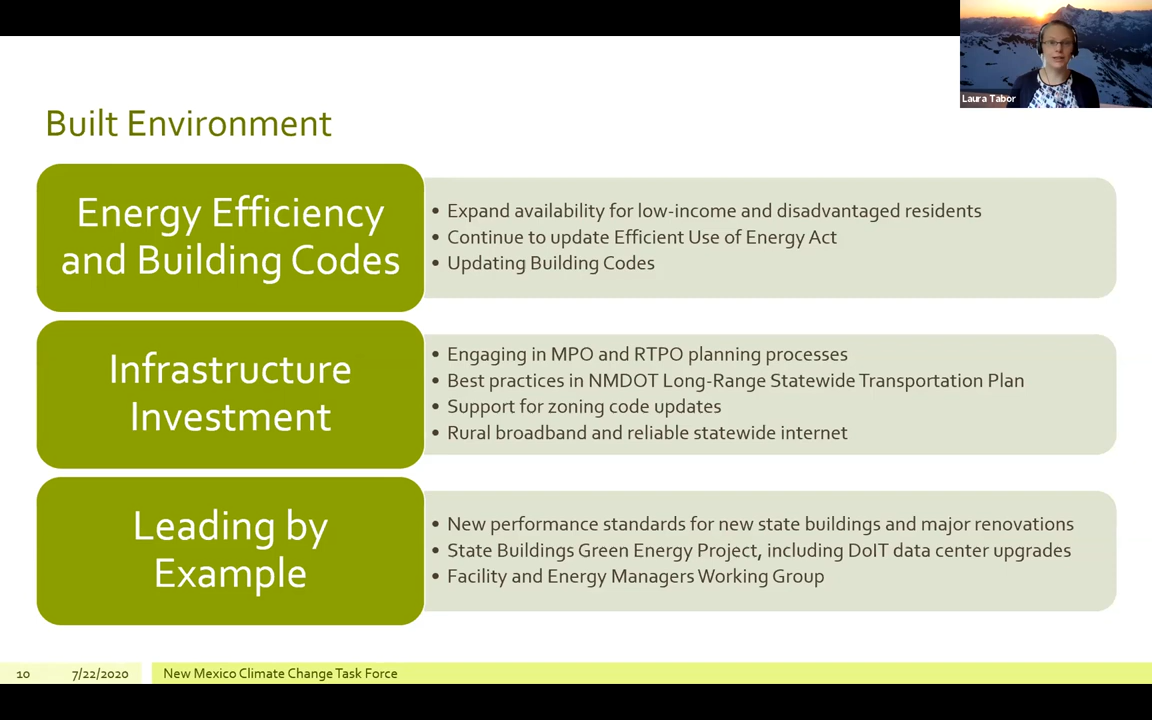 Laura Tabor
Built Environment
Energy Efficiency
and Building Codes
• Expand availability for low-income and disadvantaged residents
• Continue to update Efficient Use of Energy Act
• Updating Building Codes
Infrastructure
Investment
• Engaging in MPO and RTPO planning processes
• Best practices in NMDOT Long-Range Statewide Transportation Plan
• Support for zoning code updates
• Rural broadband and reliable statewide internet
Leading by
Example
• New performance standards for new state buildings and major renovations
• State Buildings Green Energy Project, including DoIT data center upgrades
• Facility and Energy Managers Working Group
10 7/22/2020 New Mexico Climate Change Task Force